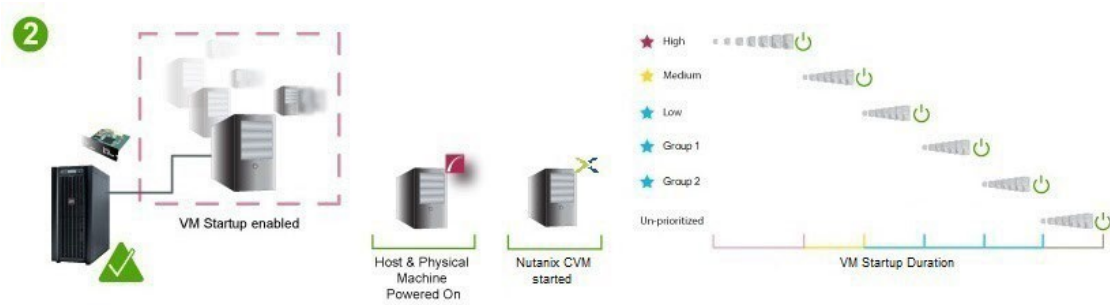 2
VM Startup enabled
Host & Physical
Machine
Powered On
Nutanix CVM
started
High
Medium
Low
Group 1
Group 2
Un-prioritized
VM Startup Duration